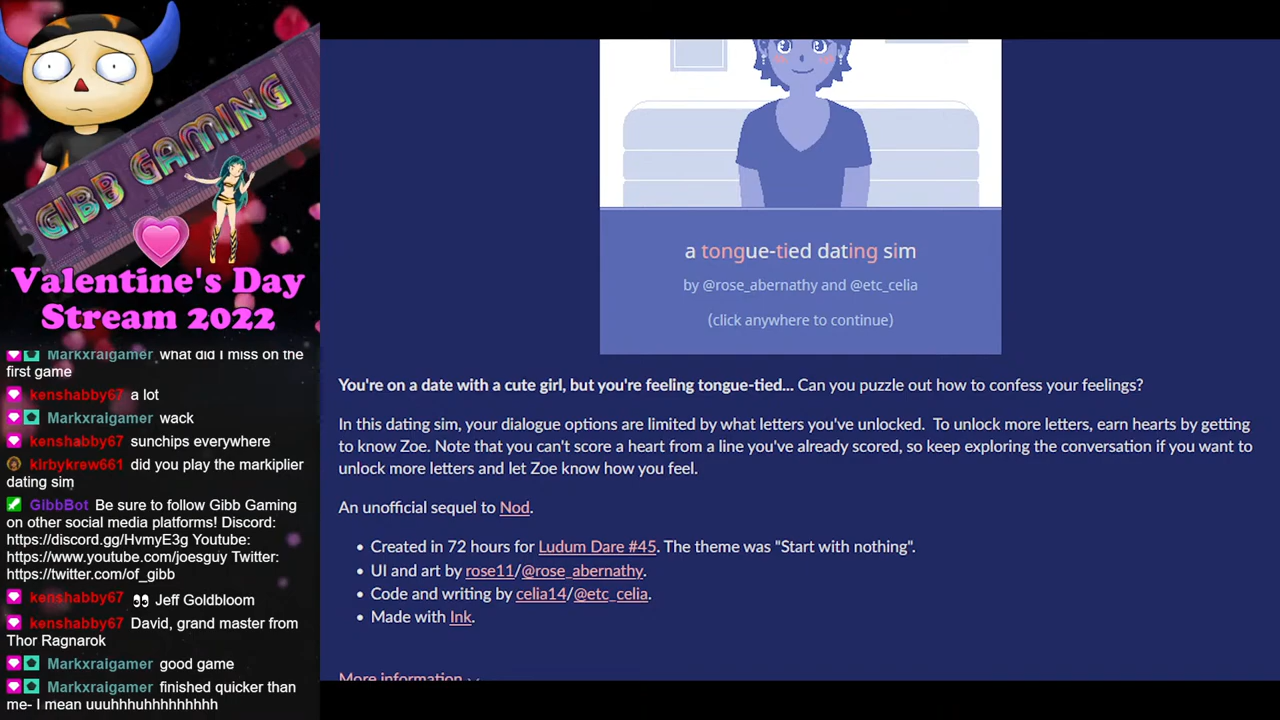 GIBB GAMING
Valentine's Day
Stream 2022
Markxraigamer what did I miss on the
first game
kenshabby67 a lot
Markxraigamer wack
kenshabby67 sunchips everywhere
kirbykrew661 did you play the markiplier
dating sim
GibbBot Be sure to follow Gibb Gaming
on other social media platforms! Discord:
https://discord.gg/HvmyE3g Youtube:
https://www.youtube.com/joesguy Twitter:
https://twitter.com/of_gibb
kenshabby67 👀 Jeff Goldbloom
kenshabby67 David, grand master from
Thor Ragnarok
Markxraigamer good game
Markxraigamer finished quicker than
me- I mean uuuhhhuhhhhhhhhh
a tongue-tied dating sim
by @rose_abernathy and @etc_celia
(click anywhere to continue)
You're on a date with a cute girl, but you're feeling tongue-tied... Can you puzzle out how to confess your feelings?
In this dating sim, your dialogue options are limited by what letters you've unlocked. To unlock more letters, earn hearts by getting
to know Zoe. Note that you can't score a heart from a line you've already scored, so keep exploring the conversation if you want to
unlock more letters and let Zoe know how you feel.
An unofficial sequel to Nod.
• Created in 72 hours for Ludum Dare #45. The theme was "Start with nothing".
• UI and art by rose11/@rose_abernathy.
• Code and writing by celia14/@etc_celia.
• Made with Ink.
More information